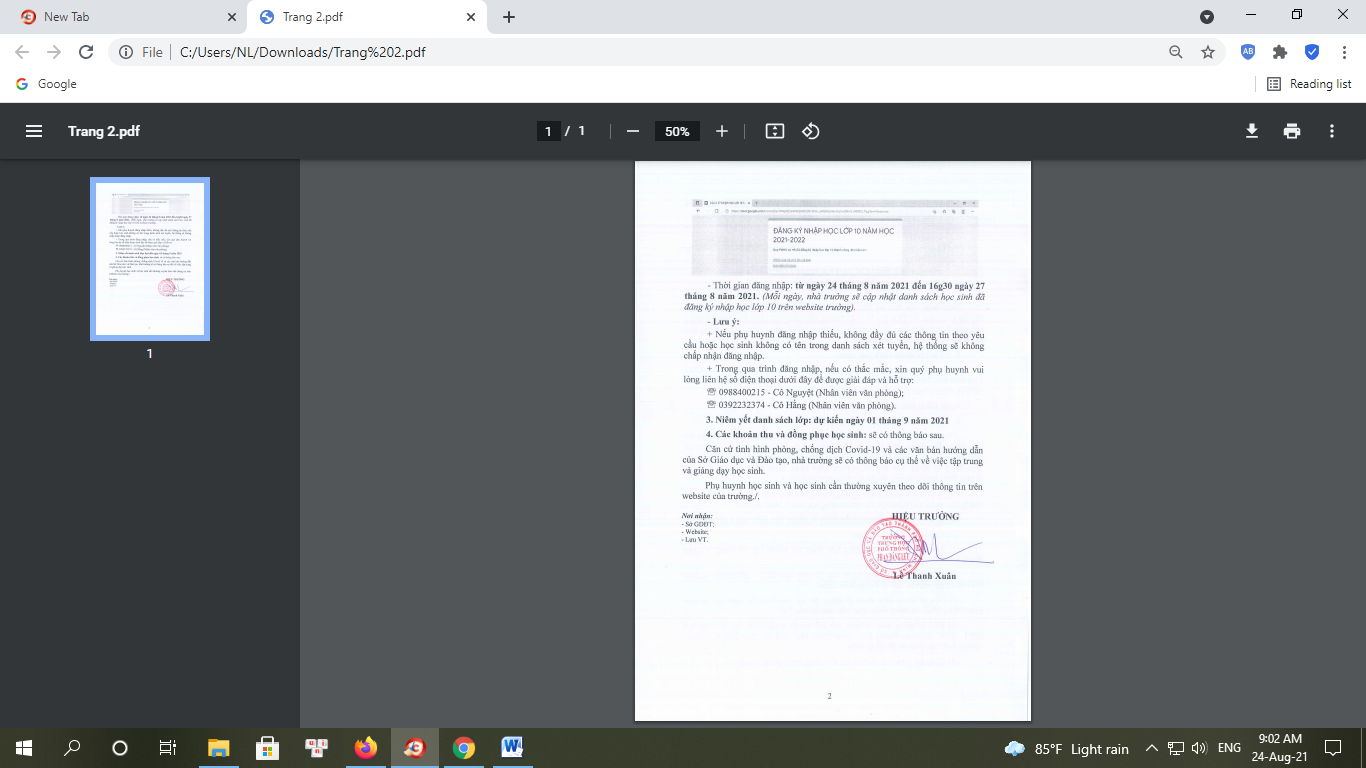 New Tab
Trang 2.pdf
File
C:/Users/NL/Downloads/Trang%202.pdf
AB
Google
Reading list
Trang 2.pdf
1 / 1
50%
ĐĂNG KÝ NHẬP HỌC LỚP 10 NĂM HỌC
2021-2022
- Thời gian đăng nhập: từ ngày 24 tháng 8 năm 2021 đến 16g30 ngày 27
tháng 8 năm 2021. (Mỗi ngày, nhà trường sẽ cập nhật danh sách học sinh đã
đăng ký nhập học lớp 10 trên website trường).
- Lưu ý:
+ Nếu phụ huynh đăng nhập thiếu, không đầy đủ các thông tin theo yêu
cầu hoặc học sinh không có tên trong danh sách xét tuyển, hệ thống sẽ không
chấp nhận đăng nhập.
+ Trong qua trình đăng nhập, nếu có thắc mắc, xin quý phụ huynh vui
lòng liên hệ số điện thoại dưới đây để được giải đáp và hỗ trợ:
☏ 0988400215 - Cô Nguyệt (Nhân viên văn phòng);
☏ 0392232374 - Cô Hằng (Nhân viên văn phòng).
3. Niêm yết danh sách lớp: dự kiến ngày 01 tháng 9 năm 2021
4. Các khoản thu và đồng phục học sinh: sẽ có thông báo sau.
Căn cứ tình hình phòng, chống dịch Covid-19 và các văn bản hướng dẫn
của Sở Giáo dục và Đào tạo, nhà trường sẽ có thông báo cụ thể về việc tập trung
và giảng dạy học sinh.
Phụ huynh học sinh và học sinh cần thường xuyên theo dõi thông tin trên
website của trường./.
Nơi nhận:
- Sở GDĐT;
- Website;
- Lưu VT.
HIỆU TRƯỞNG
TRƯỜNG
TRUNG HỌC
PHỔ THÔNG
PHAN ĐĂNG LƯU
Lê Thanh Xuân
2
1
85°F Light rain
ENG
9:02 AM
24-Aug-21